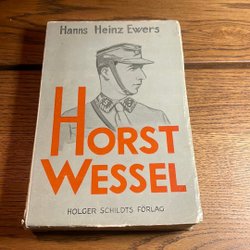 Hanns Heinz Ewers
HORST
WESSEL
HOLGER SCHILDTS FÖRLAG